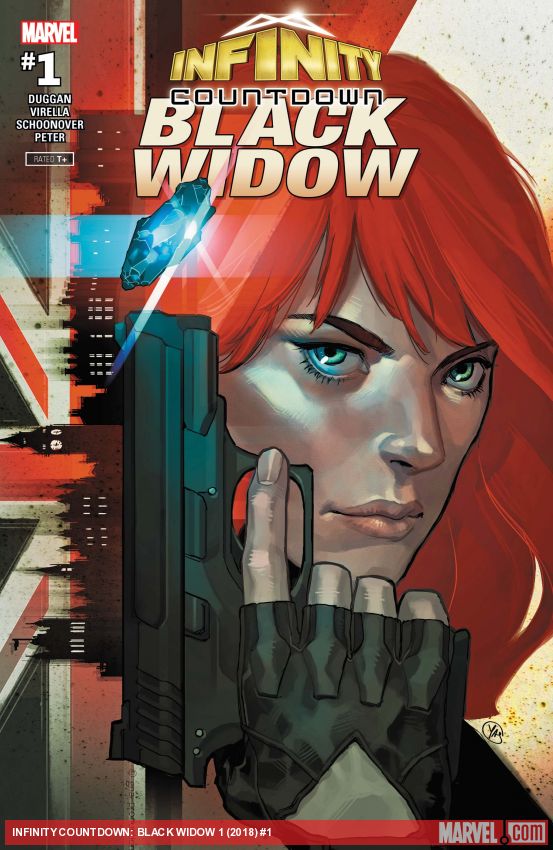 MARVEL
#1
DUGGAN
VIRELLA
SCHOONOVER
PETER
RATED T+
INFINITY
COUNTDOWN
BLACK
WIDOW
INFINITY COUNTDOWN: BLACK WIDOW 1 (2018) #1
MARVEL.com